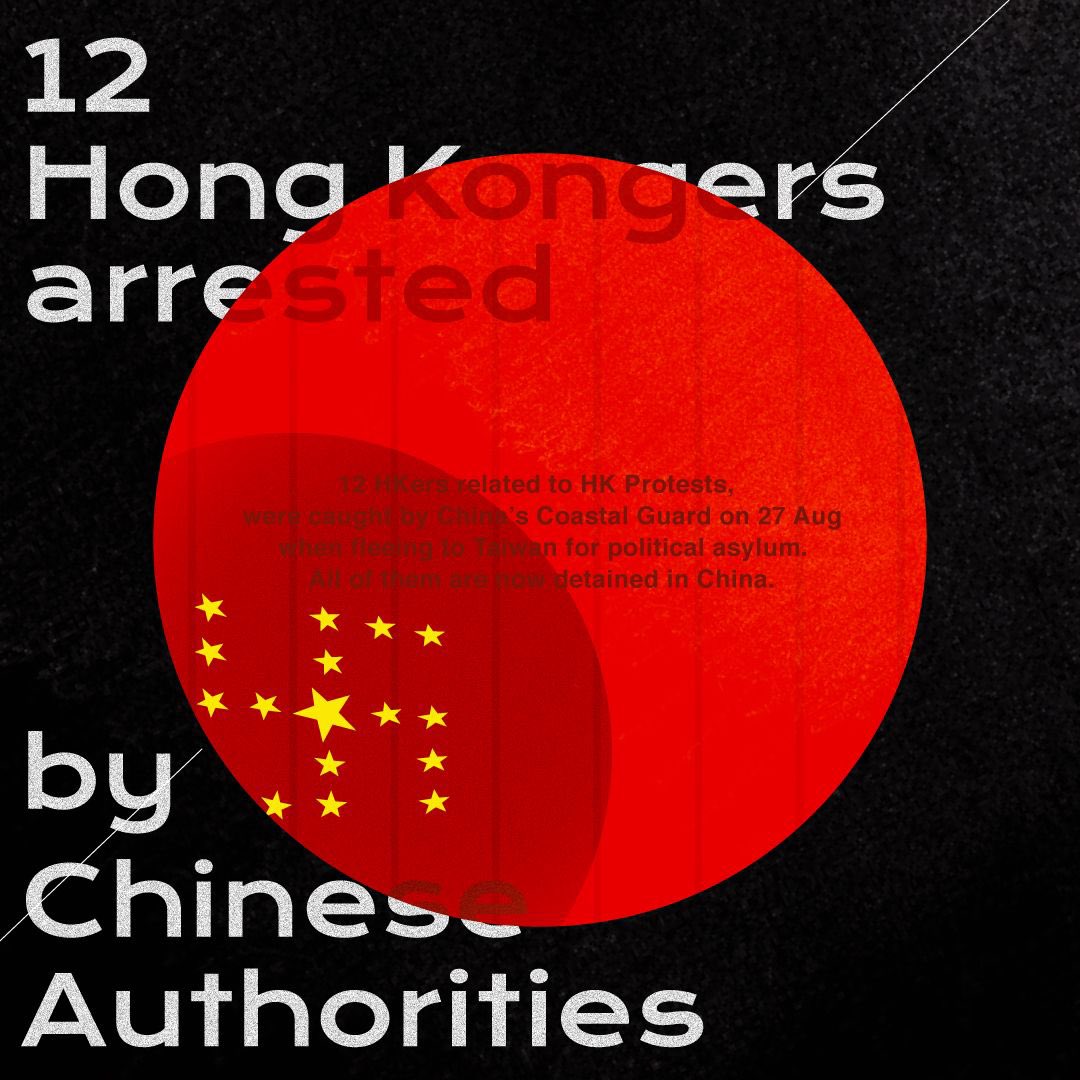 12
Hong Kongers
arrested
12 HKers related to HK Protests,
were caught by China's Coastal Guard on 27 Aug
when fleeing to Taiwan for political asylum.
All of them are now detained in China.
by
Chinese
Authorities